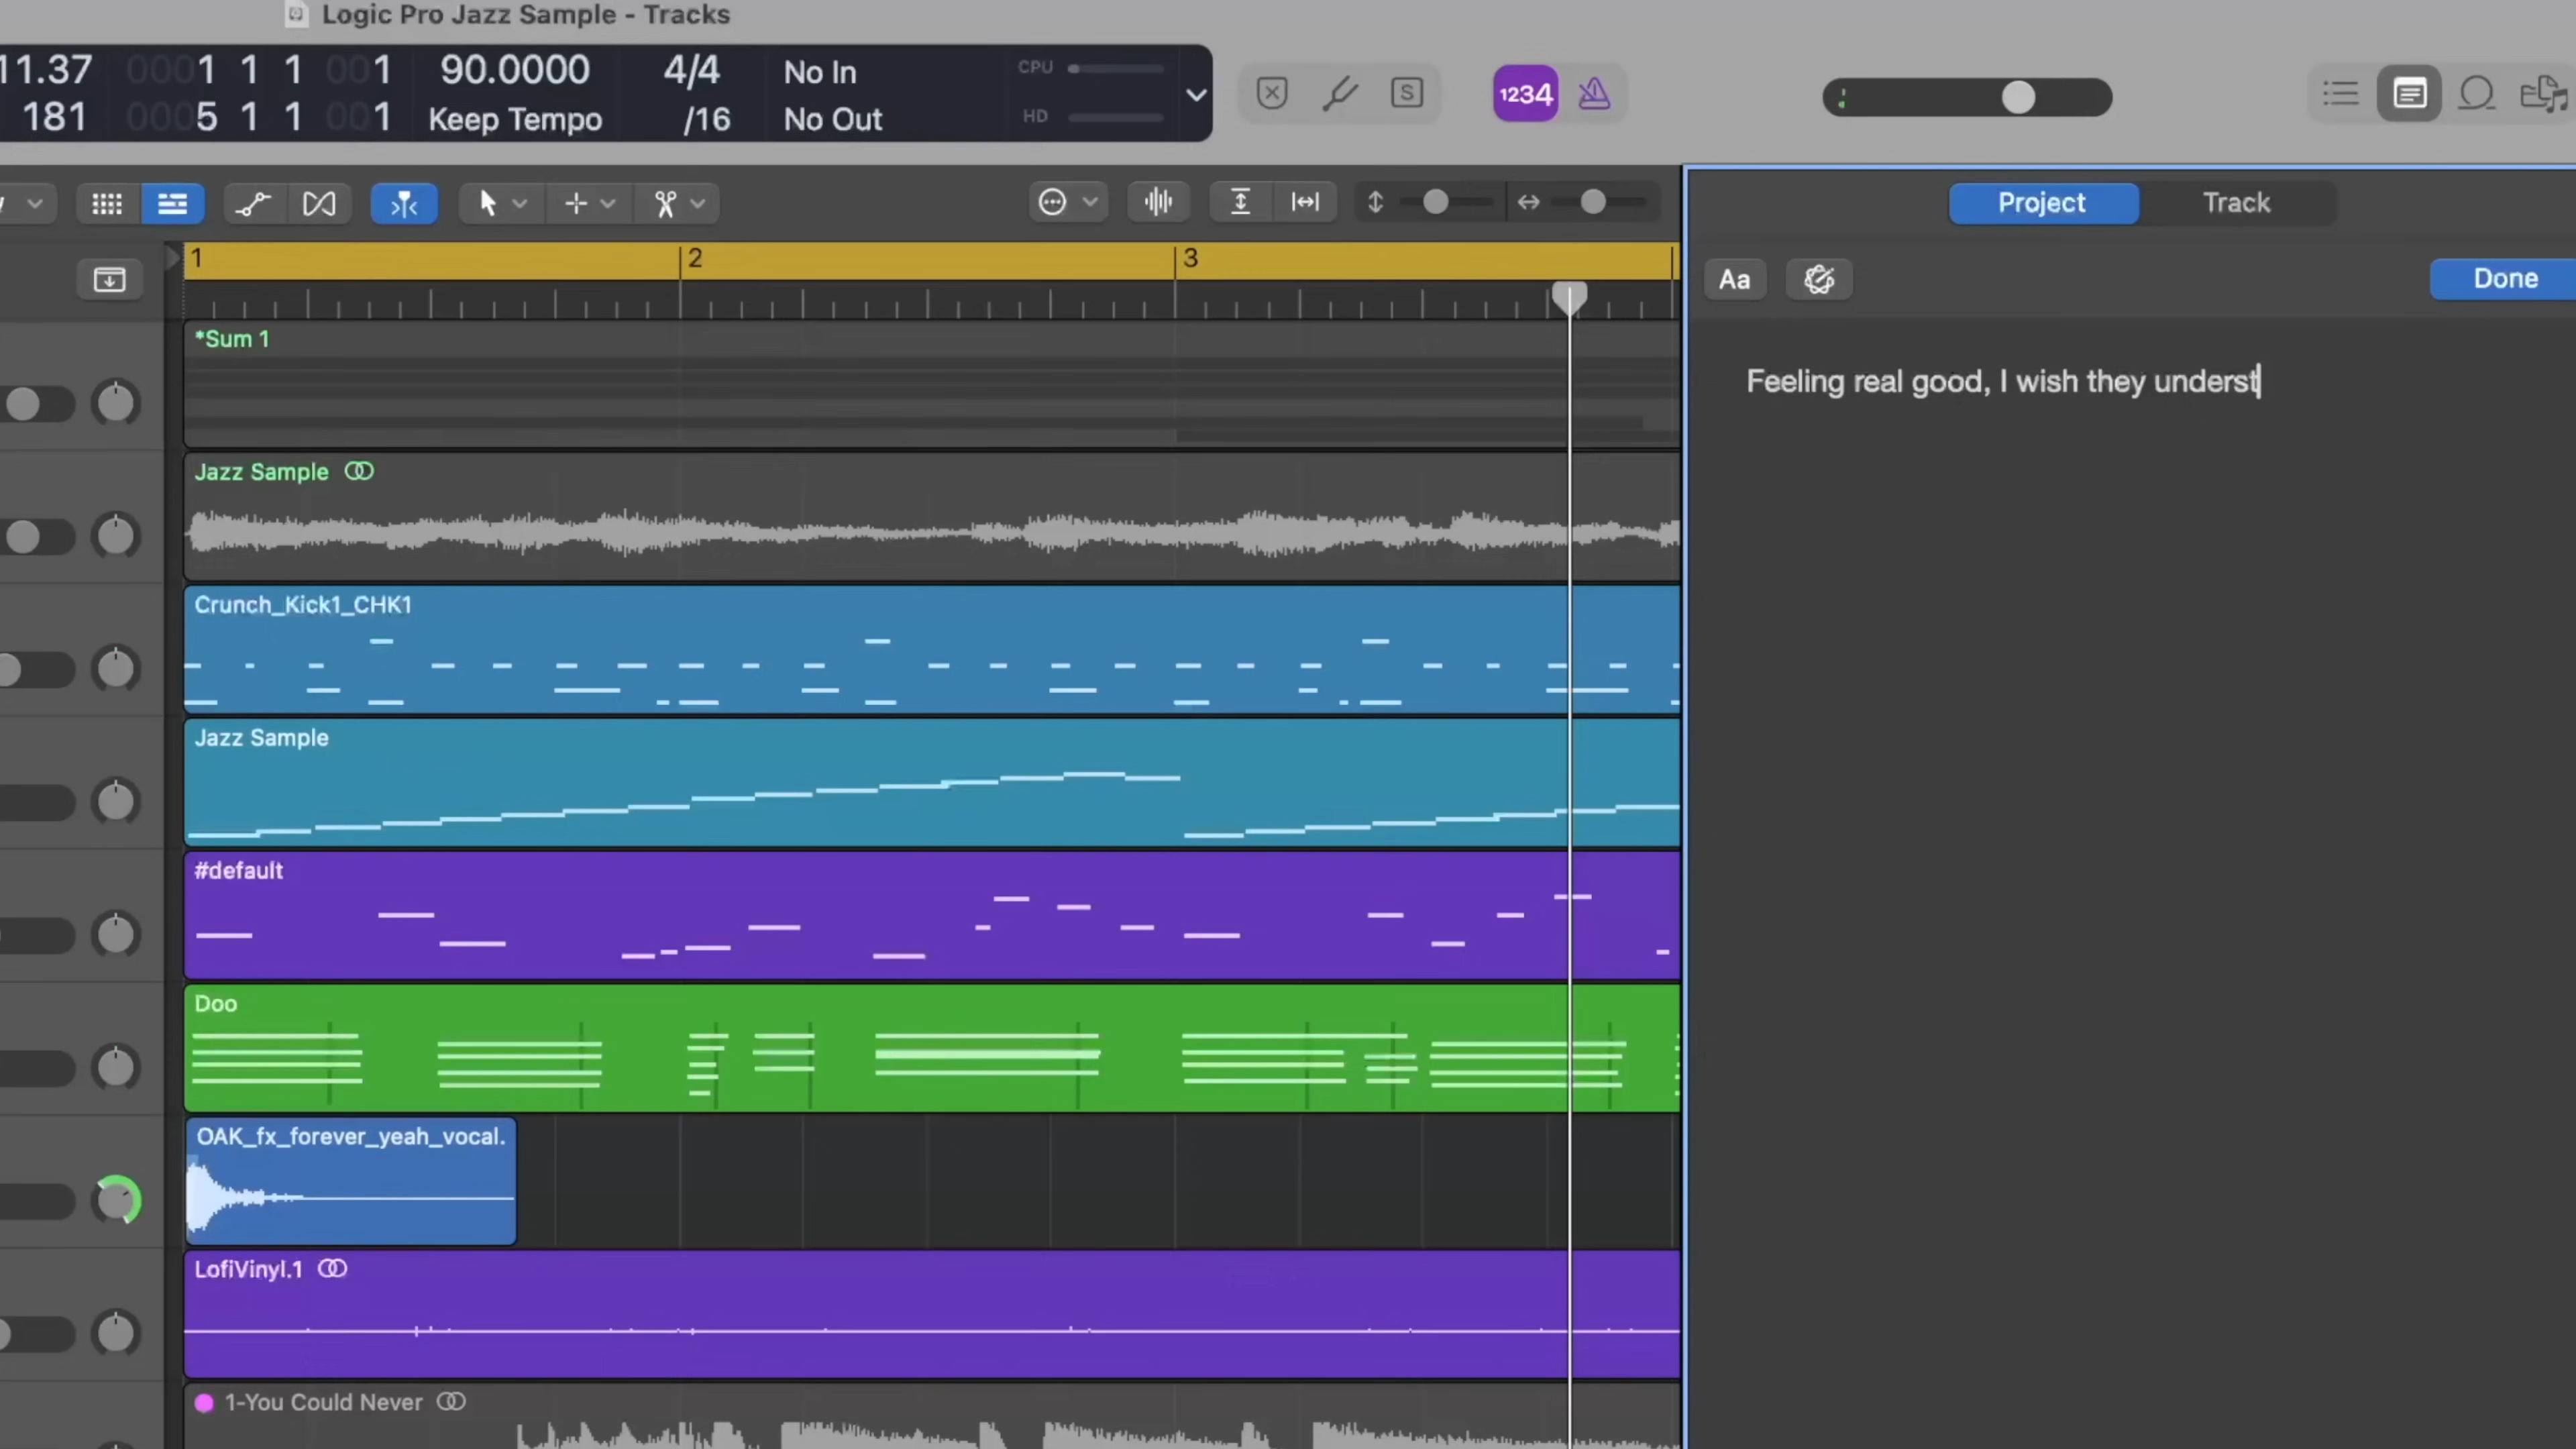 Logic Pro Jazz Sample - Tracks
11.37 0001 1 1 001 90.0000 4/4 No In CPU
181 0005 1 1 001 Keep Tempo /16 No Out HD
S 1234
Project Track
1 2 3
Aa Done
*Sum 1
Feeling real good, I wish they underst
Jazz Sample
Crunch_Kick1_CHK1
Jazz Sample
#default
Doo
OAK_fx_forever_yeah_vocal.
LofiVinyl.1
1-You Could Never